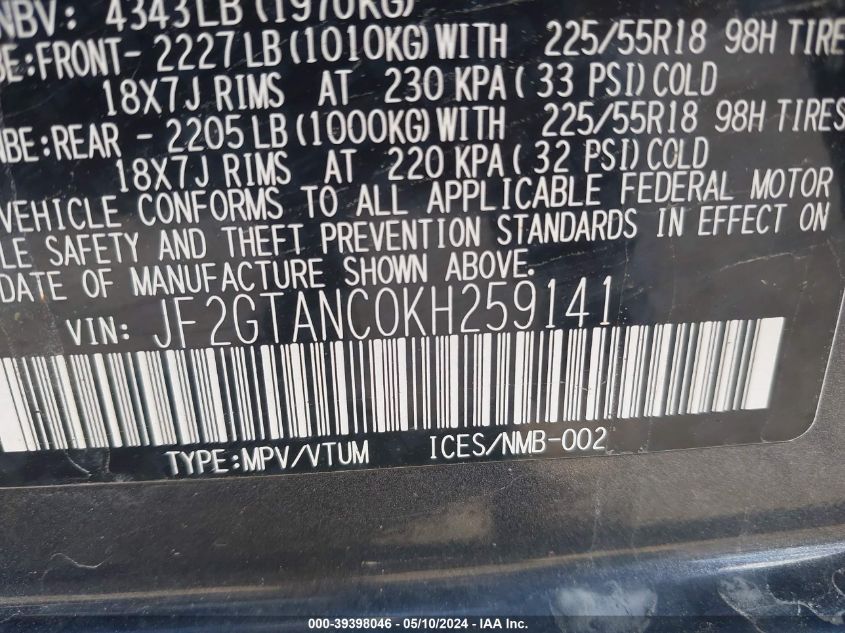 NBV: 4343LB (1970KG)
BE:FRONT- 2227 LB (1010KG) WITH 225/55R18 98H TIRE
18X7J RIMS AT 230 KPA ( 33 PSI) COLD
NBE:REAR - 2205 LB (1000KG) WITH 225/55R18 98H TIRES
18X7J RIMS AT 220 KPA ( 32 PSI) COLD
VEHICLE CONFORMS TO ALL APPLICABLE FEDERAL MOTOR
LE SAFETY AND THEFT PREVENTION STANDARDS IN EFFECT ON
DATE OF MANUFACTURE SHOWN ABOVE.
VIN: JF2GTANC0KH259141
TYPE:MPV/VTUM ICES/NMB-002
000-39398046 - 05/10/2024 - IAA Inc.